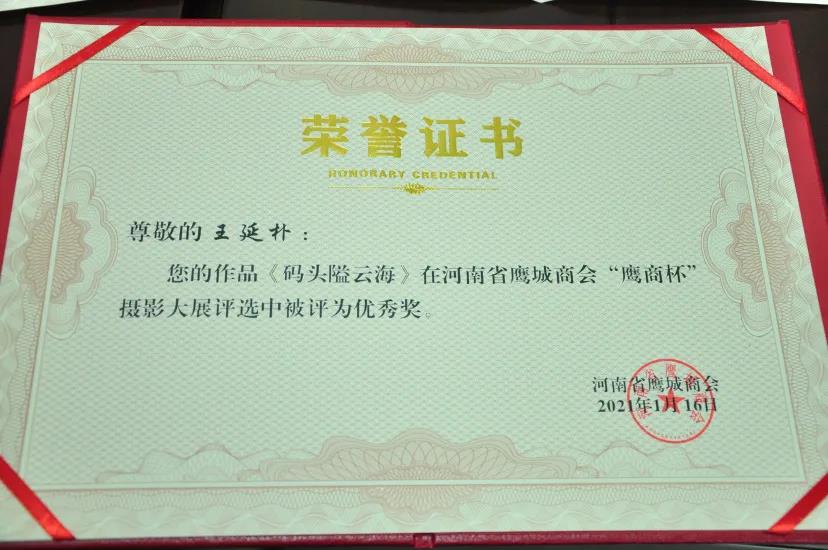 荣誉证书
HONORARY CREDENTIAL
尊敬的 王延朴：
您的作品《码头隘云海》在河南省鹰城商会“鹰商杯”
摄影大展评选中被评为优秀奖。
河南省鹰城商会
2021年1月16日